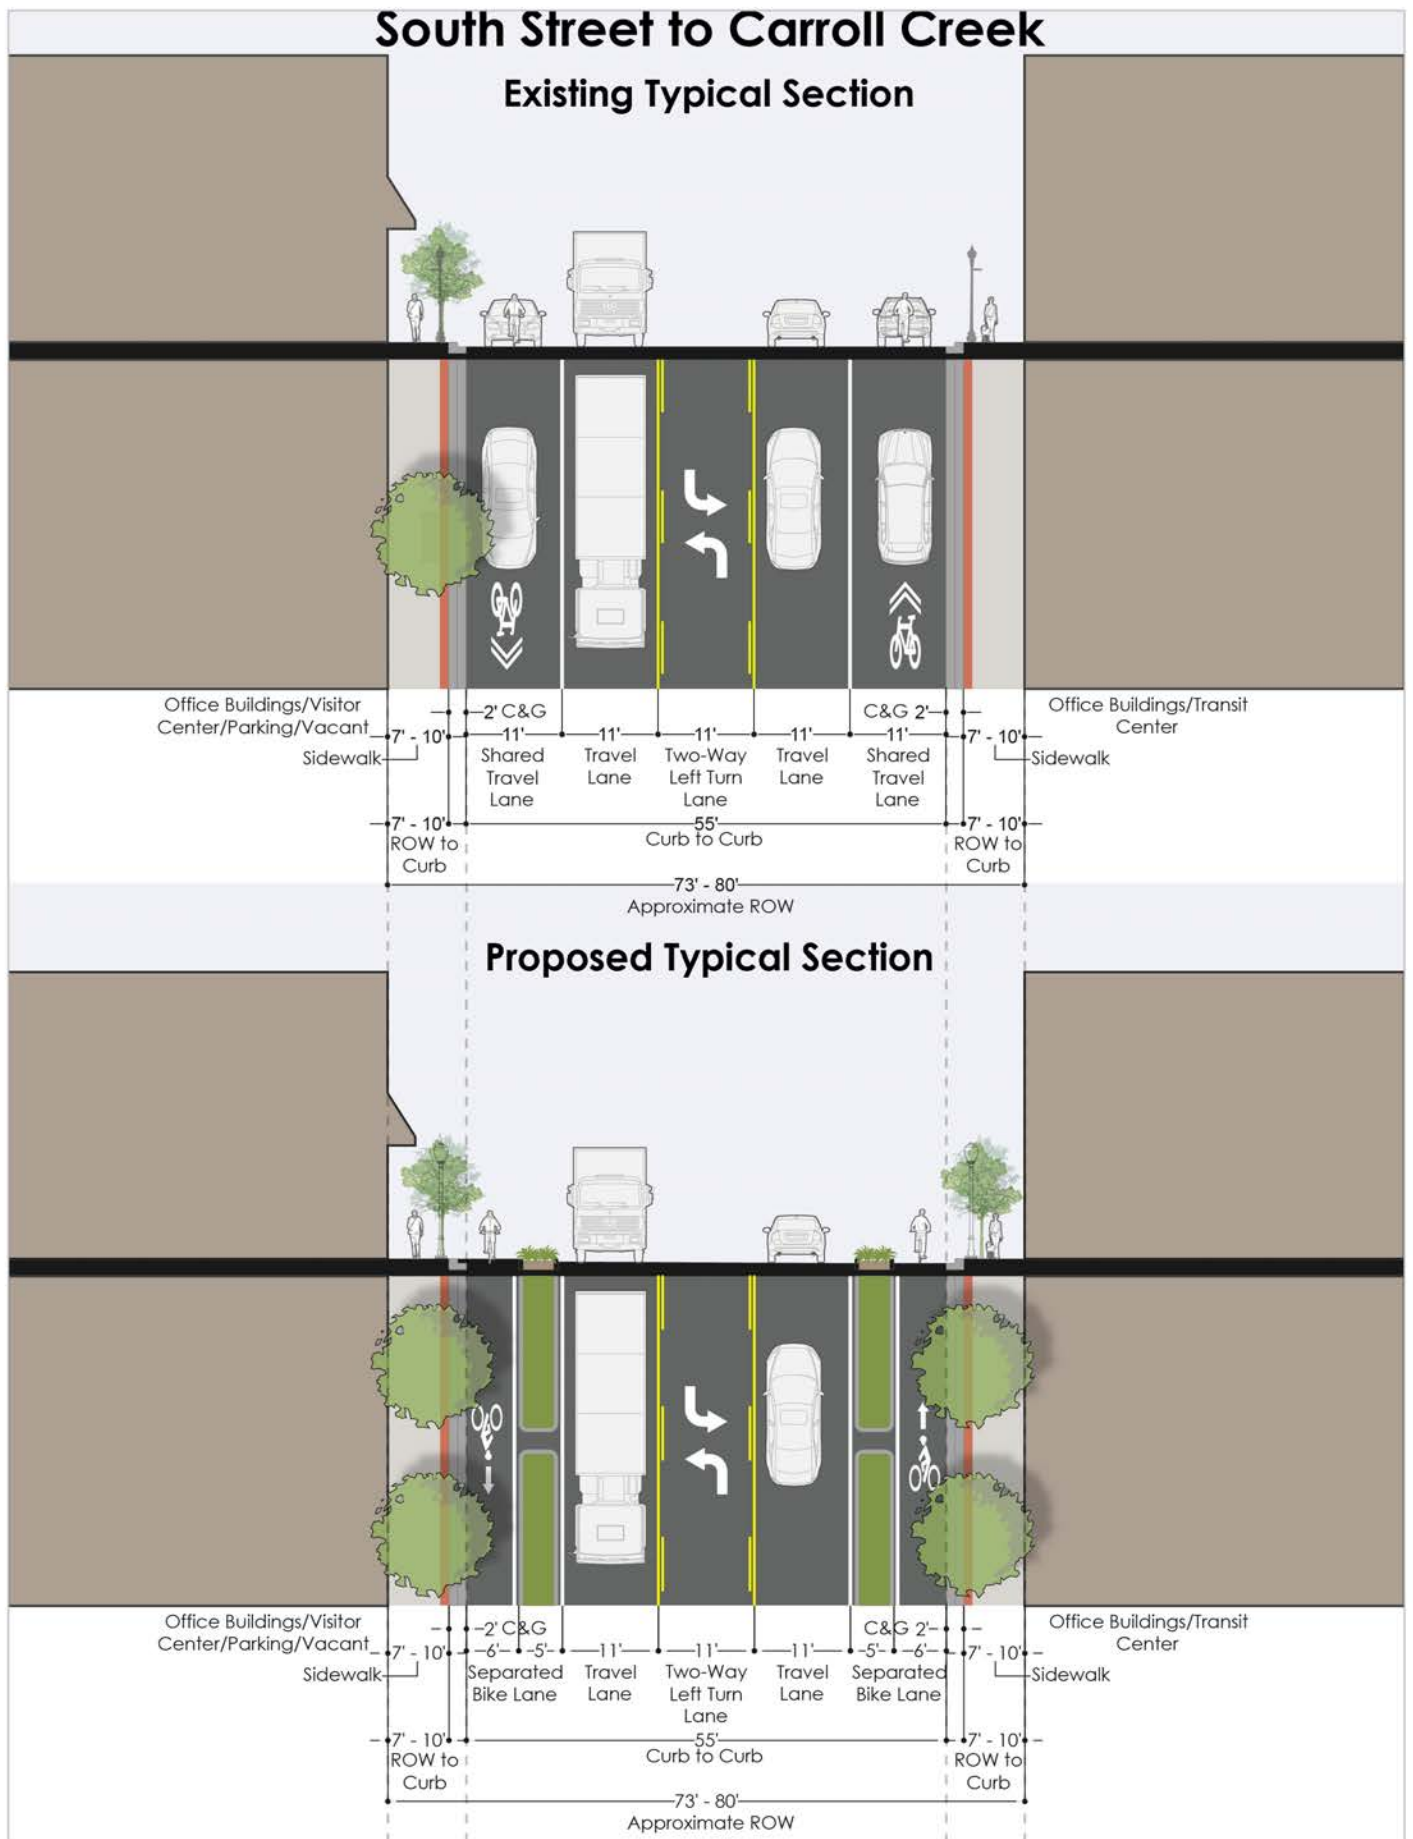 South Street to Carroll Creek
Existing Typical Section
Office Buildings/Visitor
Center/Parking/Vacant
2' C&G
C&G 2'
Office Buildings/Transit
Center
7' - 10'
11'
11'
11'
11'
11'
7' - 10'
Sidewalk
Shared
Travel
Lane
Travel
Lane
Two-Way
Left Turn
Lane
Travel
Lane
Shared
Travel
Lane
Sidewalk
7' - 10'
ROW to
Curb
55'
Curb to Curb
7' - 10'
ROW to
Curb
73' - 80'
Approximate ROW
Proposed Typical Section
Office Buildings/Visitor
Center/Parking/Vacant
2' C&G
C&G 2'
Office Buildings/Transit
Center
7' - 10'
6'
5'
11'
11'
11'
5'
6'
7' - 10'
Sidewalk
Separated
Bike Lane
Travel
Lane
Two-Way
Left Turn
Lane
Travel
Lane
Separated
Bike Lane
Sidewalk
7' - 10'
ROW to
Curb
55'
Curb to Curb
7' - 10'
ROW to
Curb
73' - 80'
Approximate ROW